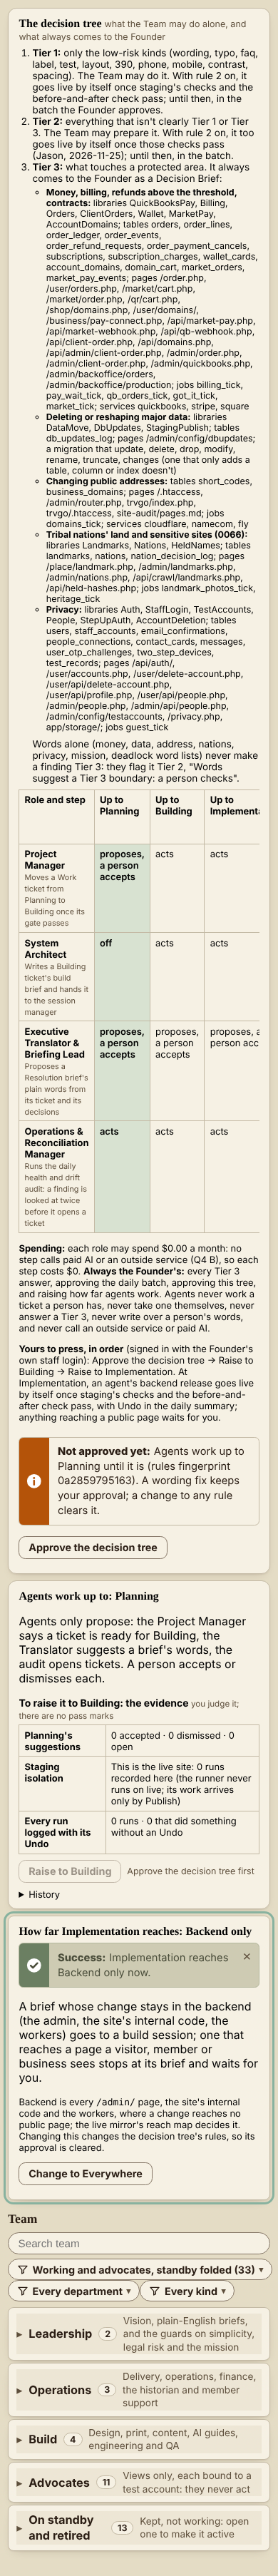 The decision tree what the Team may do alone, and
what always comes to the Founder
1. Tier 1: only the low-risk kinds (wording, typo, faq,
label, test, layout, 390, phone, mobile, contrast,
spacing). The Team may do it. With rule 2 on, it
goes live by itself once staging's checks and the
before-and-after check pass; until then, in the
batch the Founder approves.
2. Tier 2: everything that isn't clearly Tier 1 or Tier
3. The Team may prepare it. With rule 2 on, it too
goes live by itself once those checks pass
(Jason, 2026-11-25); until then, in the batch.
3. Tier 3: what touches a protected area. It always
comes to the Founder as a Decision Brief:
Money, billing, refunds above the threshold,
contracts: libraries QuickBooksPay, Billing,
Orders, ClientOrders, Wallet, MarketPay,
AccountDomains; tables orders, order_lines,
order_ledger, order_events,
order_refund_requests, order_payment_cancels,
subscriptions, subscription_charges, wallet_cards,
account_domains, domain_cart, market_orders,
market_pay_events; pages /order.php,
/user/orders.php, /market/cart.php,
/market/order.php, /qr/cart.php,
/shop/domains.php, /user/domains/,
/business/pay-connect.php, /api/market-pay.php,
/api/market-webhook.php, /api/qb-webhook.php,
/api/client-order.php, /api/domains.php,
/api/admin/client-order.php, /admin/order.php,
/admin/client-order.php, /admin/quickbooks.php,
/admin/backoffice/orders,
/admin/backoffice/production; jobs billing_tick,
pay_wait_tick, qb_orders_tick, got_it_tick,
market_tick; services quickbooks, stripe, square
Deleting or reshaping major data: libraries
DataMove, DbUpdates, StagingPublish; tables
db_updates_log; pages /admin/config/dbupdates;
a migration that update, delete, drop, modify,
rename, truncate, changes (one that only adds a
table, column or index doesn't)
Changing public addresses: tables short_codes,
business_domains; pages /.htaccess,
/admin/router.php, trvgo/index.php,
trvgo/.htaccess, site-audit/pages.md; jobs
domains_tick; services cloudflare, namecom, fly
Tribal nations' land and sensitive sites (0066):
libraries Landmarks, Nations, HeldNames; tables
landmarks, nations, nation_decision_log; pages
/place/landmark.php, /admin/landmarks.php,
/admin/nations.php, /api/crawl/landmarks.php,
/api/held-hashes.php; jobs landmark_photos_tick,
heritage_tick
Privacy: libraries Auth, StaffLogin, TestAccounts,
People, StepUpAuth, AccountDeletion; tables
users, staff_accounts, email_confirmations,
people_connections, contact_cards, messages,
user_otp_challenges, two_step_devices,
test_records; pages /api/auth/,
/user/accounts.php, /user/delete-account.php,
/user/api/delete-account.php,
/user/api/profile.php, /user/api/people.php,
/admin/people.php, /admin/api/people.php,
/admin/config/testaccounts, /privacy.php,
app/storage/; jobs guest_tick
Words alone (money, data, address, nations,
privacy, mission, deadlock word lists) never make
a finding Tier 3: they flag it Tier 2, "Words
suggest a Tier 3 boundary: a person checks".
Role and step Up to Planning Up to Building Up to Implementa
Project Manager Moves a Work ticket from Planning to Building once its gate passes proposes, a person accepts acts acts
System Architect Writes a Building ticket's build brief and hands it to the session manager off acts acts
Executive Translator & Briefing Lead Proposes a Resolution brief's plain words from its ticket and its decisions proposes, a person accepts proposes, a person accepts proposes, a person acc
Operations & Reconciliation Manager Runs the daily health and drift audit: a finding is looked at twice before it opens a ticket acts acts acts
Spending: each role may spend $0.00 a month: no
step calls paid AI or an outside service (Q4 B), so each
step costs $0. Always the Founder's: every Tier 3
answer, approving the daily batch, approving this tree,
and raising how far agents work. Agents never work a
ticket a person has, never take one themselves, never
answer a Tier 3, never write over a person's words,
and never call an outside service or paid AI.
Yours to press, in order (signed in with the Founder's
own staff login): Approve the decision tree → Raise to
Building → Raise to Implementation. At
Implementation, an agent's backend release goes live
by itself once staging's checks and the before-and-
after check pass, with Undo in the daily summary;
anything reaching a public page waits for you.
Not approved yet: Agents work up to
Planning until it is (rules fingerprint
0a2859795163). A wording fix keeps
your approval; a change to any rule
clears it.
Approve the decision tree
Agents work up to: Planning
Agents only propose: the Project Manager
says a ticket is ready for Building, the
Translator suggests a brief's words, the
audit opens tickets. A person accepts or
dismisses each.
To raise it to Building: the evidence you judge it;
there are no pass marks
Planning's suggestions 0 accepted · 0 dismissed · 0 open
Staging isolation This is the live site: 0 runs recorded here (the runner never runs on live; its work arrives only by Publish)
Every run logged with its Undo 0 runs · 0 that did something without an Undo
Raise to Building Approve the decision tree first
▶ History
How far Implementation reaches: Backend only
Success: Implementation reaches ✕
Backend only now.
A brief whose change stays in the backend
(the admin, the site's internal code, the
workers) goes to a build session; one that
reaches a page a visitor, member or
business sees stops at its brief and waits for
you.
Backend is every /admin/ page, the site's internal
code and the workers, where a change reaches no
public page; the live mirror's reach map decides it.
Changing this changes the decision tree's rules, so its
approval is cleared.
Change to Everywhere
Team
Search team
Working and advocates, standby folded (33) ▾
Every department ▾ Every kind ▾
▶ Leadership 2 Vision, plain-English briefs, and the guards on simplicity, legal risk and the mission
▶ Operations 3 Delivery, operations, finance, the historian and member support
▶ Build 4 Design, print, content, AI guides, engineering and QA
▶ Advocates 11 Views only, each bound to a test account: they never act
▶ On standby and retired 13 Kept, not working: open one to make it active